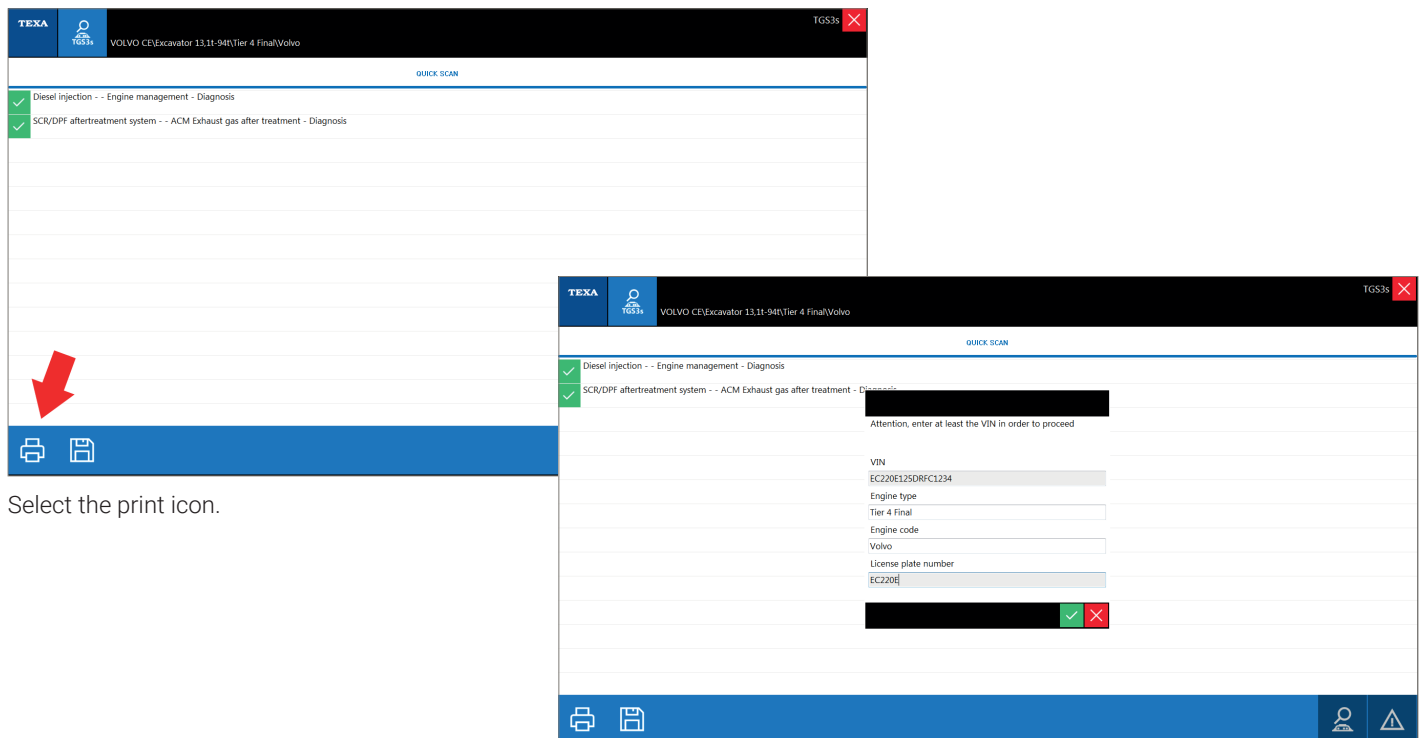 TEXA
TGS3s
TGS3s
VOLVO CE\Excavator 13,1t-94t\Tier 4 Final\Volvo
QUICK SCAN
Diesel injection - - Engine management - Diagnosis
SCR/DPF aftertreatment system - - ACM Exhaust gas after treatment - Diagnosis
Select the print icon.
TEXA
TGS3s
TGS3s
VOLVO CE\Excavator 13,1t-94t\Tier 4 Final\Volvo
QUICK SCAN
Diesel injection - - Engine management - Diagnosis
SCR/DPF aftertreatment system - - ACM Exhaust gas after treatment - Diagnosis
Attention, enter at least the VIN in order to proceed
VIN
EC220E125DRFC1234
Engine type
Tier 4 Final
Engine code
Volvo
License plate number
EC220E